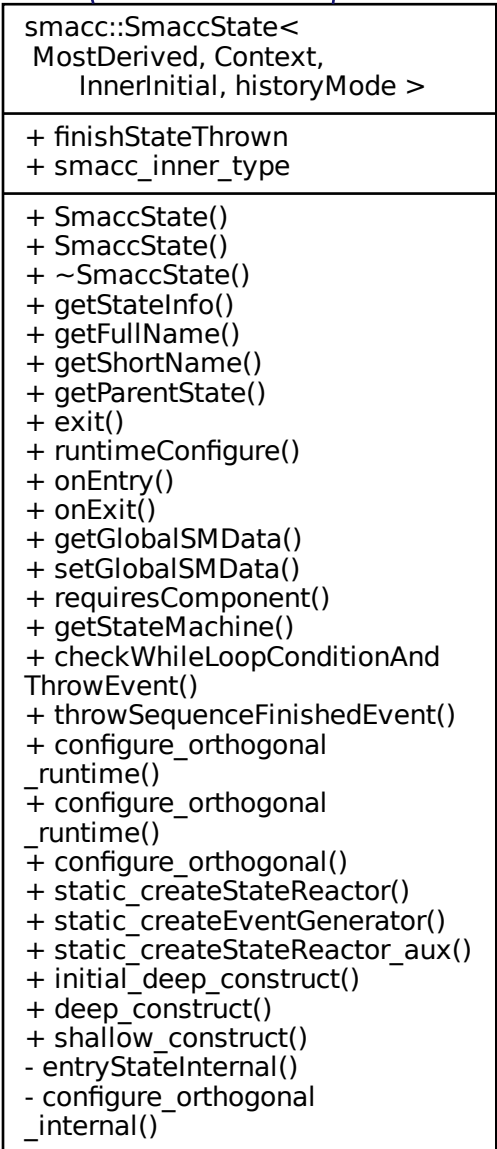 smacc::SmaccState<
MostDerived, Context,
InnerInitial, historyMode >
+ finishStateThrown
+ smacc_inner_type
+ SmaccState()
+ SmaccState()
+ ~SmaccState()
+ getStateInfo()
+ getFullName()
+ getShortName()
+ getParentState()
+ exit()
+ runtimeConfigure()
+ onEntry()
+ onExit()
+ getGlobalSMData()
+ setGlobalSMData()
+ requiresComponent()
+ getStateMachine()
+ checkWhileLoopConditionAnd
ThrowEvent()
+ throwSequenceFinishedEvent()
+ configure_orthogonal
_runtime()
+ configure_orthogonal
_runtime()
+ configure_orthogonal()
+ static_createStateReactor()
+ static_createEventGenerator()
+ static_createStateReactor_aux()
+ initial_deep_construct()
+ deep_construct()
+ shallow_construct()
- entryStateInternal()
- configure_orthogonal
_internal()